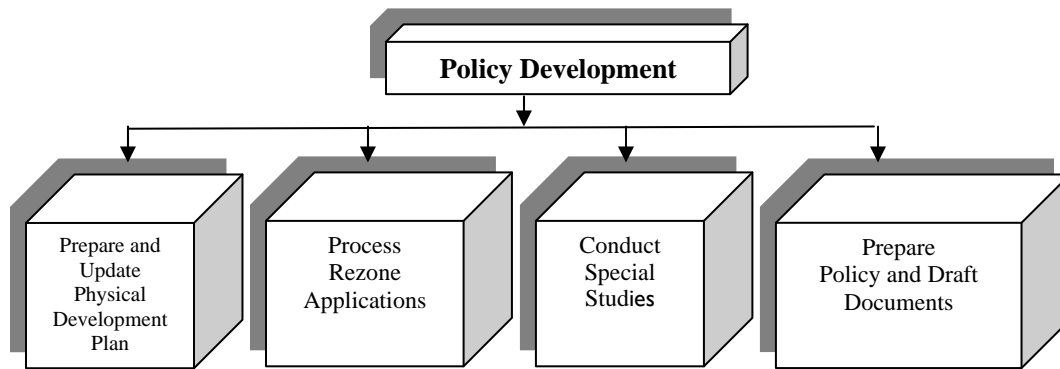 Policy Development
Prepare and
Update
Physical
Development
Plan
Process
Rezone
Applications
Conduct
Special
Studies
Prepare
Policy and Draft
Documents